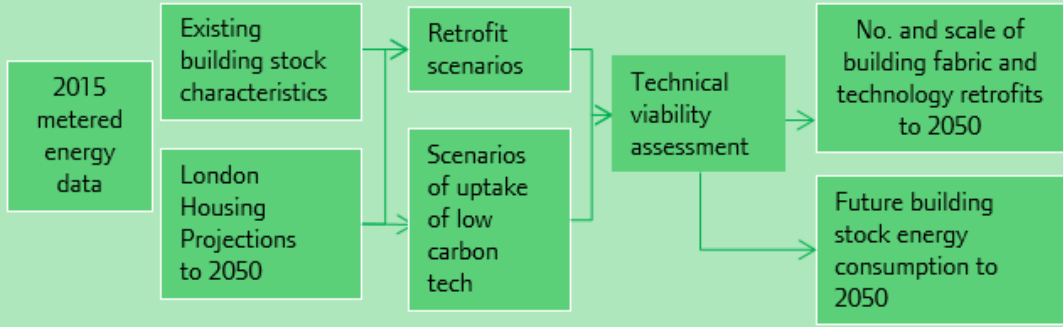 2015
metered
energy
data
Existing
building stock
characteristics
London
Housing
Projections
to 2050
Retrofit
scenarios
Scenarios
of uptake
of low
carbon
tech
Technical
viability
assessment
No. and scale of
building fabric and
technology retrofits
to 2050
Future building
stock energy
consumption to
2050